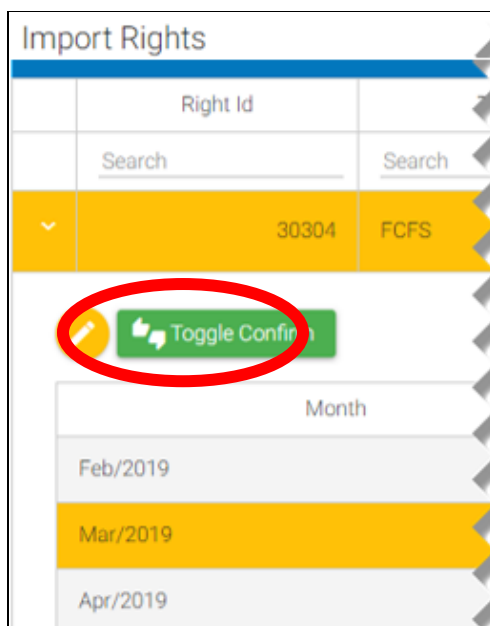 Import Rights
Right Id
Search Search
30304 FCFS
Toggle Confirm
Month
Feb/2019
Mar/2019
Apr/2019